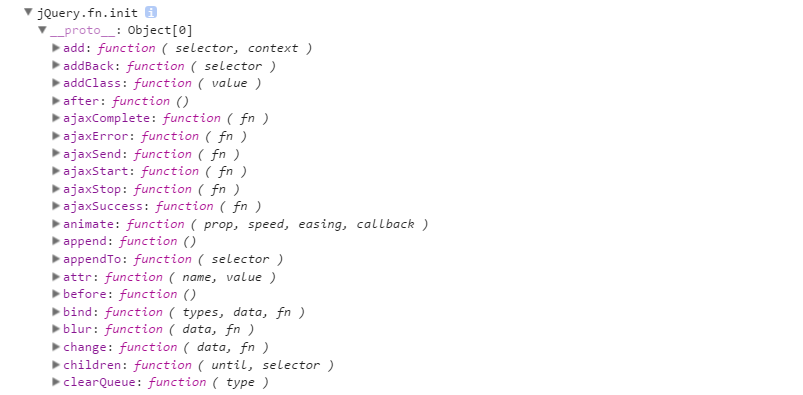 jQuery.fn.init i
__proto__: Object[0]
add: function ( selector, context )
addBack: function ( selector )
addClass: function ( value )
after: function ()
ajaxComplete: function ( fn )
ajaxError: function ( fn )
ajaxSend: function ( fn )
ajaxStart: function ( fn )
ajaxStop: function ( fn )
ajaxSuccess: function ( fn )
animate: function ( prop, speed, easing, callback )
append: function ()
appendTo: function ( selector )
attr: function ( name, value )
before: function ()
bind: function ( types, data, fn )
blur: function ( data, fn )
change: function ( data, fn )
children: function ( until, selector )
clearQueue: function ( type )